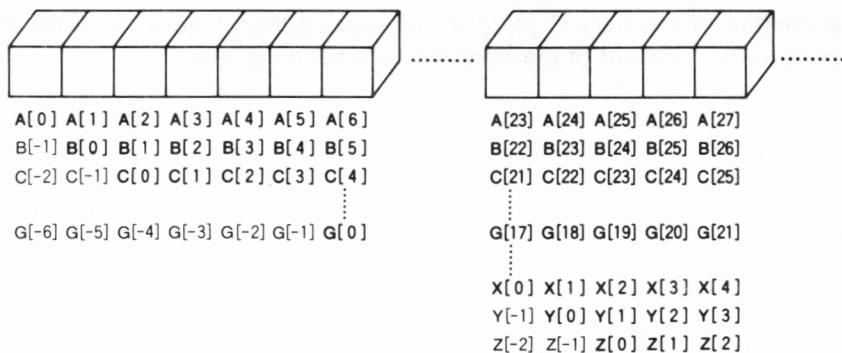 A[0] A[1] A[2] A[3] A[4] A[5] A[6] A[23] A[24] A[25] A[26] A[27]
B[-1] B[0] B[1] B[2] B[3] B[4] B[5] B[22] B[23] B[24] B[25] B[26]
C[-2] C[-1] C[0] C[1] C[2] C[3] C[4] C[21] C[22] C[23] C[24] C[25]
G[-6] G[-5] G[-4] G[-3] G[-2] G[-1] G[0] G[17] G[18] G[19] G[20] G[21]
X[0] X[1] X[2] X[3] X[4]
Y[-1] Y[0] Y[1] Y[2] Y[3]
Z[-2] Z[-1] Z[0] Z[1] Z[2]